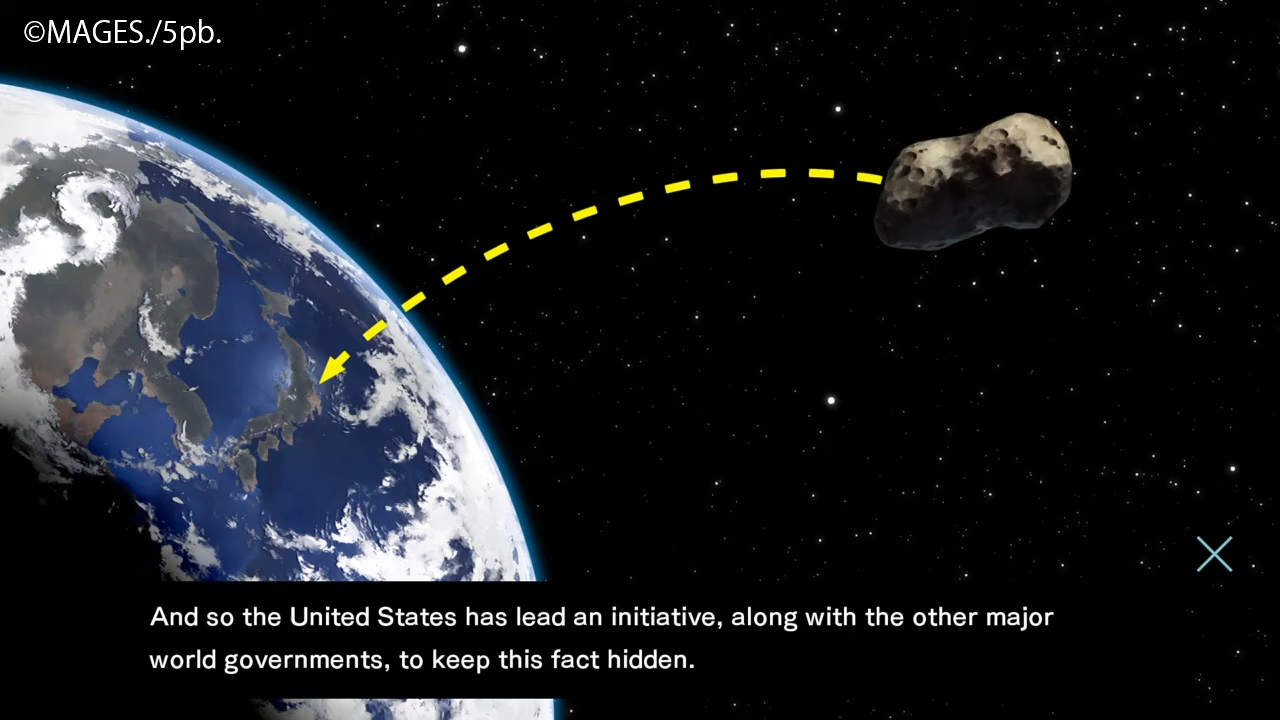 ©MAGES./5pb.
And so the United States has lead an initiative, along with the other major
world governments, to keep this fact hidden.